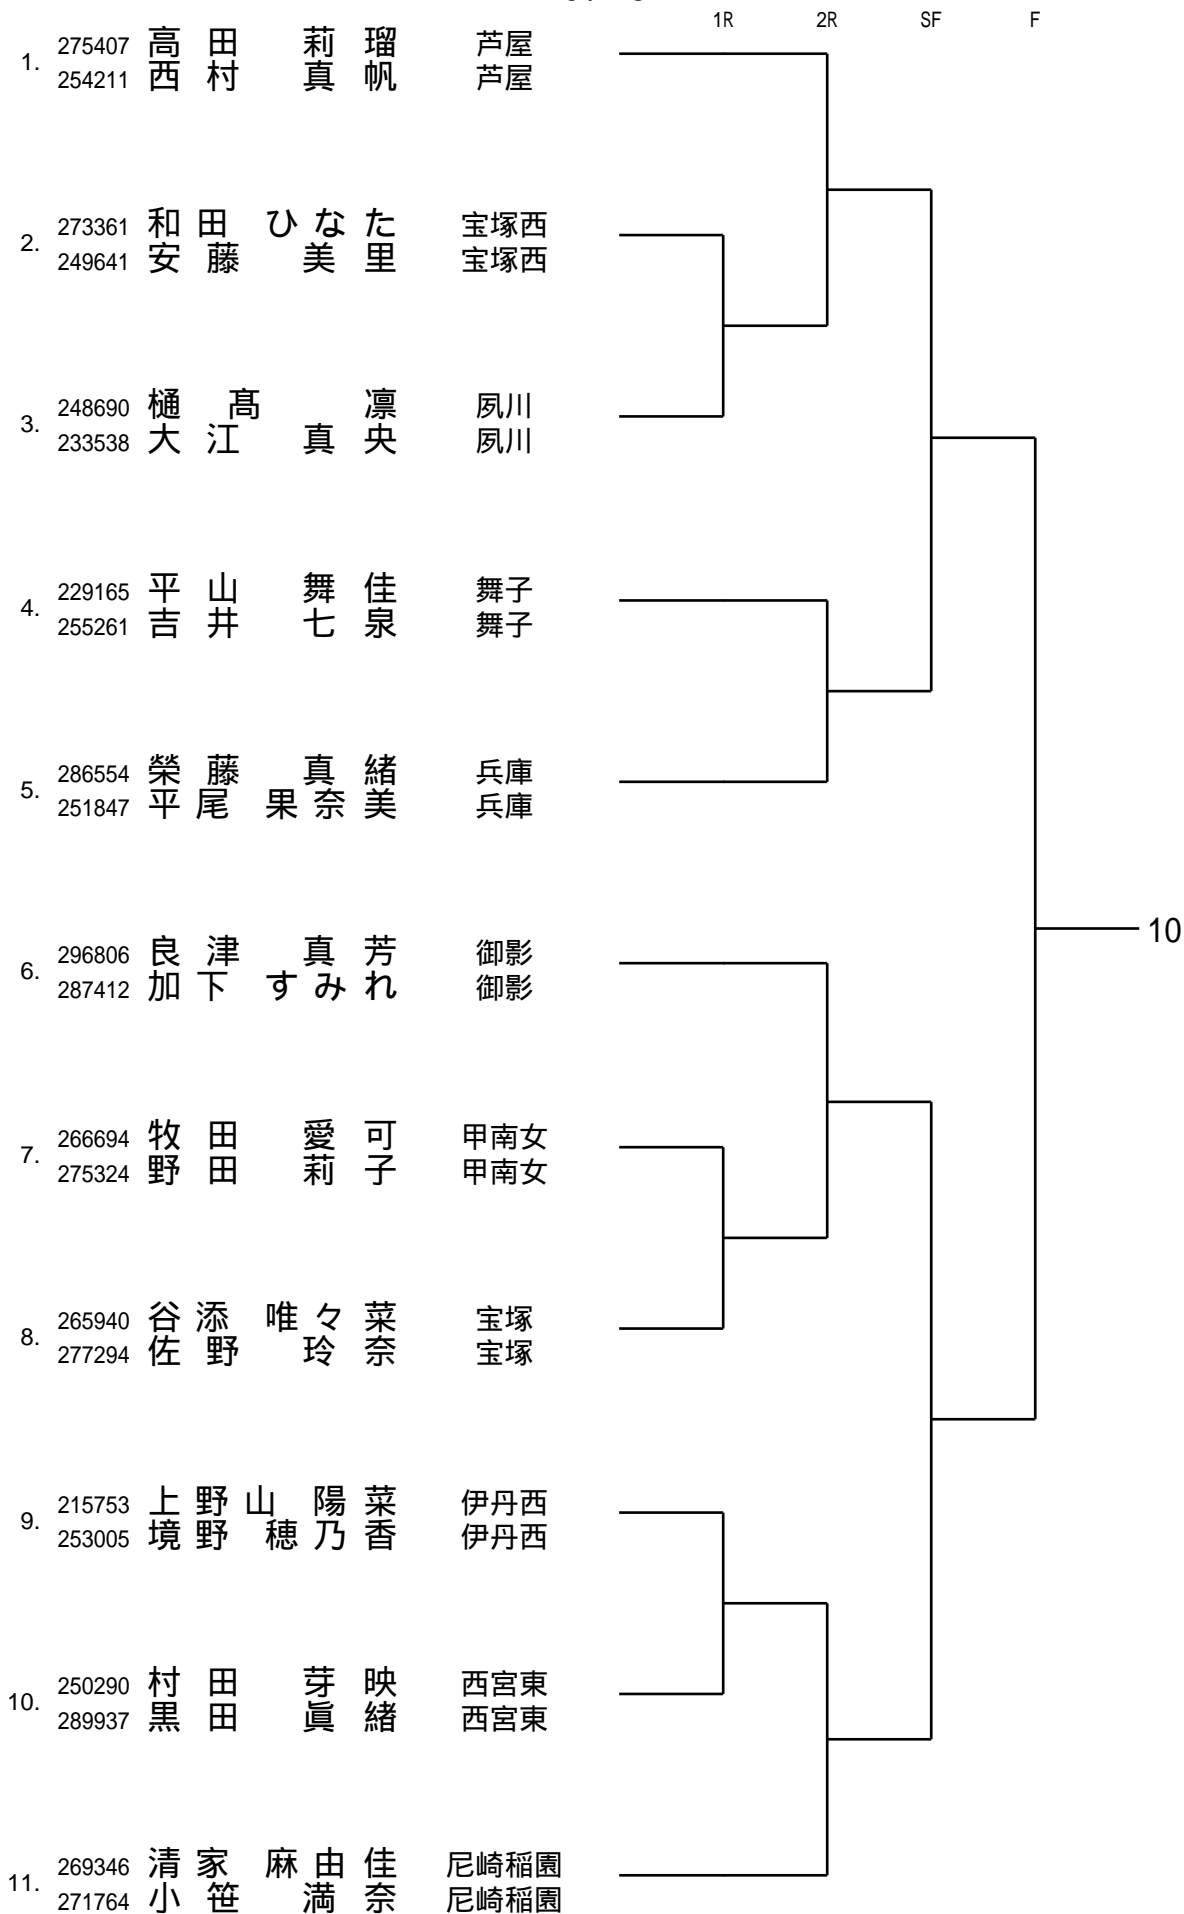 1R 2R SF F
1. 275407 高田 莉瑠 芦屋
254211 西村 真帆 芦屋
2. 273361 和田 ひなた 宝塚西
249641 安藤 美里 宝塚西
3. 248690 樋髙 凛 夙川
233538 大江 真央 夙川
4. 229165 平山 舞佳 舞子
255261 吉井 七泉 舞子
5. 286554 榮藤 真緒 兵庫
251847 平尾 果奈美 兵庫
10
6. 296806 良津 真芳 御影
287412 加下 すみれ 御影
7. 266694 牧田 愛可 甲南女
275324 野田 莉子 甲南女
8. 265940 谷添 唯々菜 宝塚
277294 佐野 玲奈 宝塚
9. 215753 上野山 陽菜 伊丹西
253005 境野 穂乃香 伊丹西
10. 250290 村田 芽映 西宮東
289937 黒田 眞緒 西宮東
11. 269346 清家 麻由佳 尼崎稲園
271764 小笹 満奈 尼崎稲園